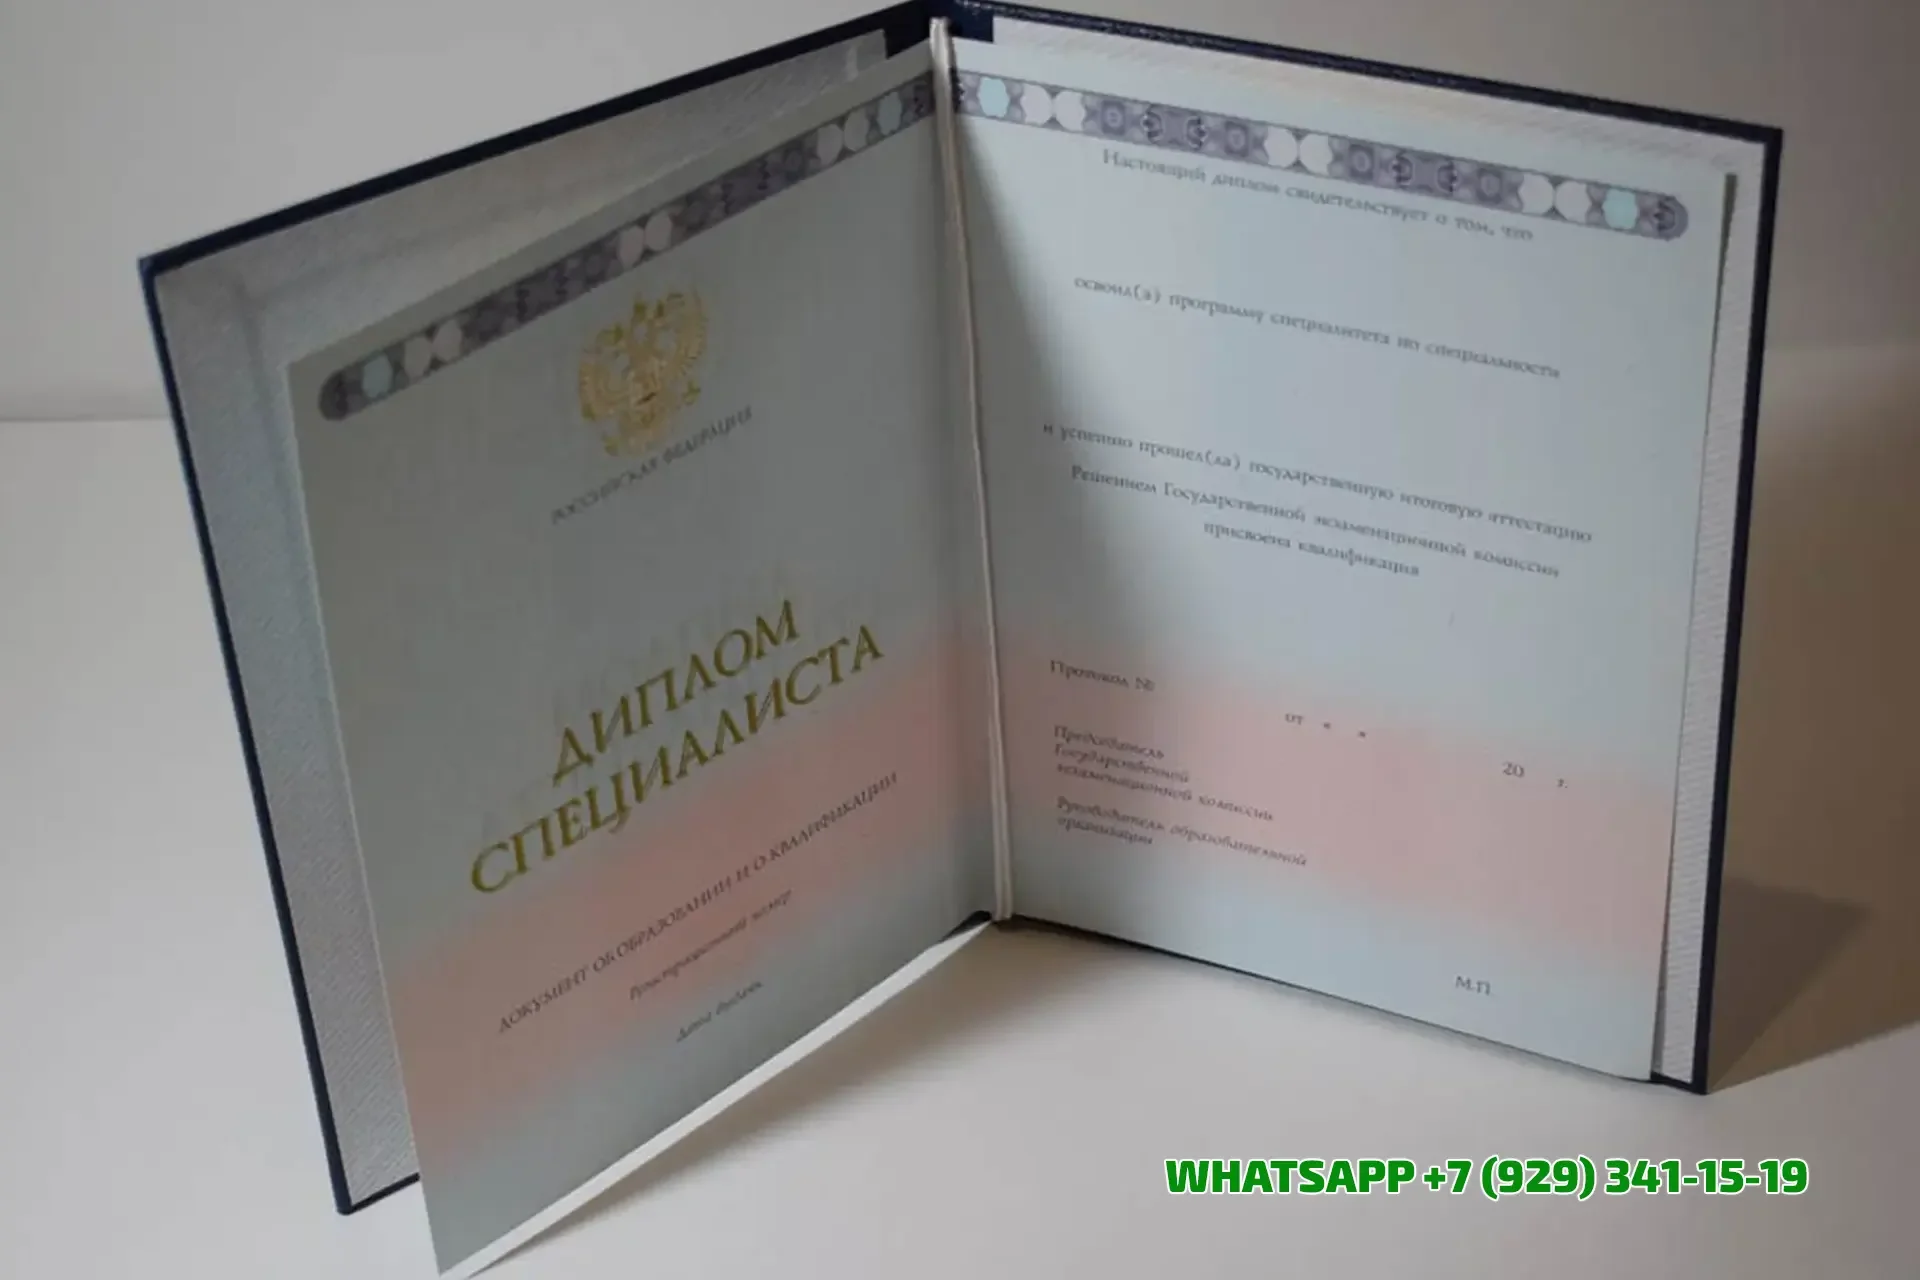 РОССИЙСКАЯ ФЕДЕРАЦИЯ
ДИПЛОМ
СПЕЦИАЛИСТА
ДОКУМЕНТ ОБ ОБРАЗОВАНИИ И О КВАЛИФИКАЦИИ
Регистрационный номер
Дата выдачи
Настоящий диплом свидетельствует о том, что
освоил(а) программу специалитета по специальности
и успешно прошел(ла) государственную итоговую аттестацию
Решением Государственной экзаменационной комиссии
присвоена квалификация
Протокол №
от « »
20 г.
Председатель
Государственной
экзаменационной комиссии
Руководитель образовательной
организации
М.П.
WHATSAPP +7 (929) 341-15-19